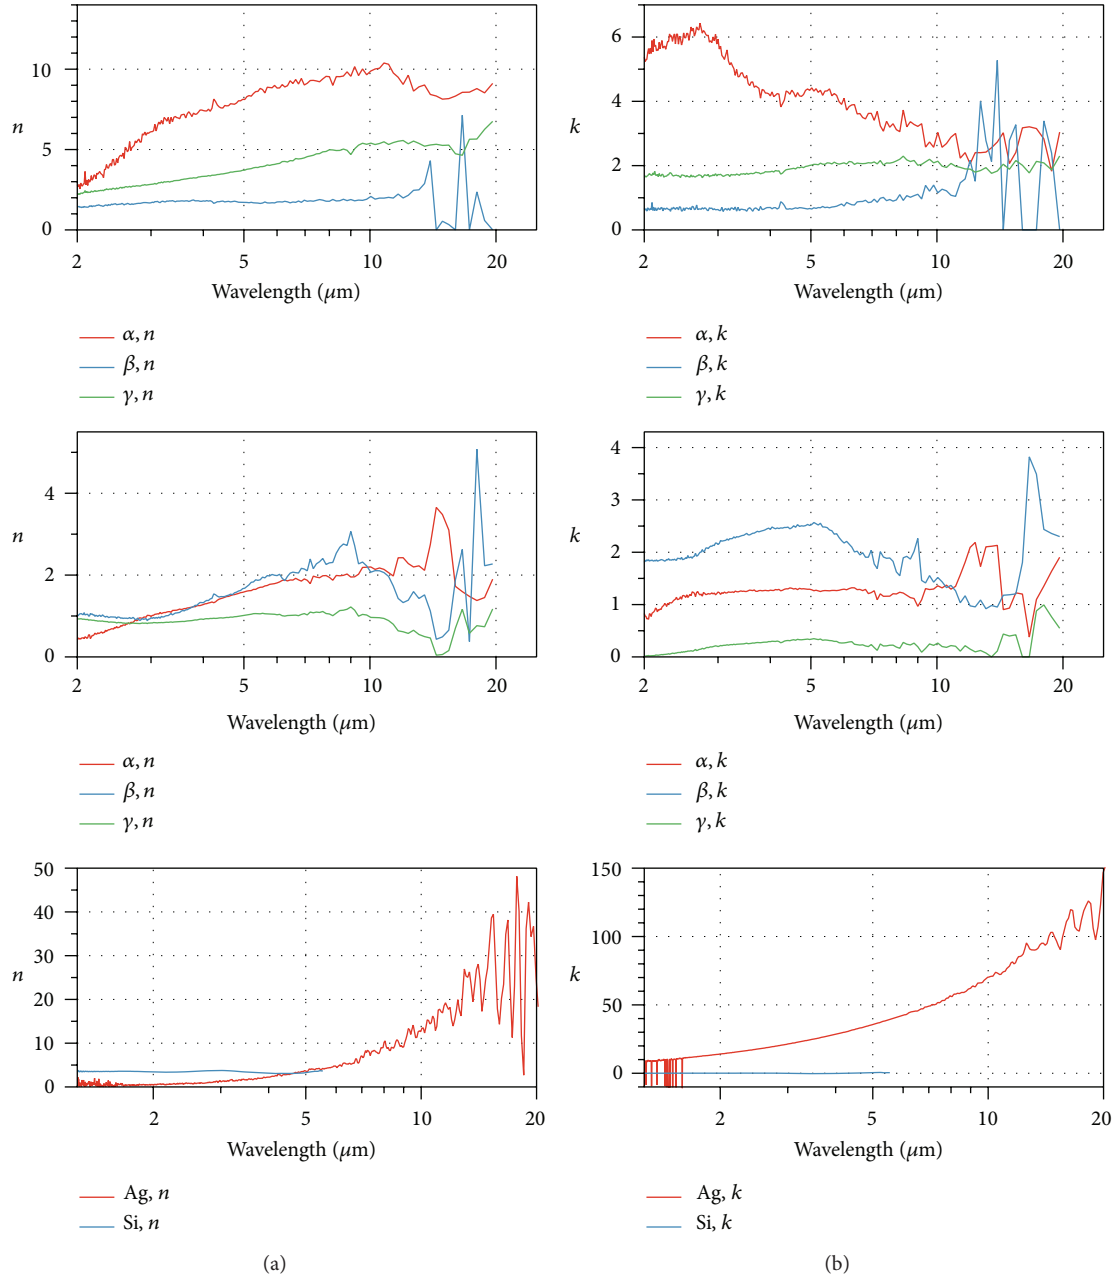 10
5
0
n
2
5
10
20
Wavelength (μm)
α, n
β, n
γ, n
6
4
2
0
k
2
5
10
20
Wavelength (μm)
α, k
β, k
γ, k
4
2
0
n
2
5
10
20
Wavelength (μm)
α, n
β, n
γ, n
4
3
2
1
0
k
2
5
10
20
Wavelength (μm)
α, k
β, k
γ, k
50
40
30
20
10
0
n
2
5
10
20
Wavelength (μm)
Ag, n
Si, n
(a)
150
100
50
0
k
2
5
10
20
Wavelength (μm)
Ag, k
Si, k
(b)